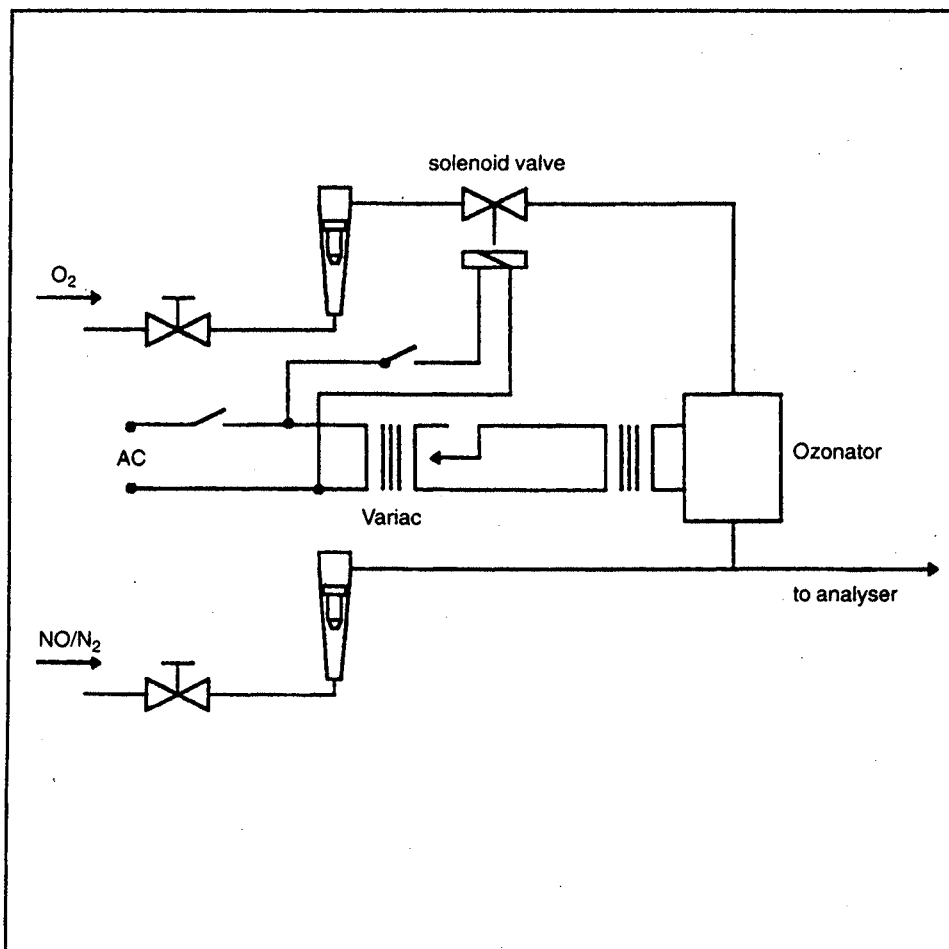 solenoid valve
O₂
AC
Ozonator
Variac
to analyser
NO/N₂